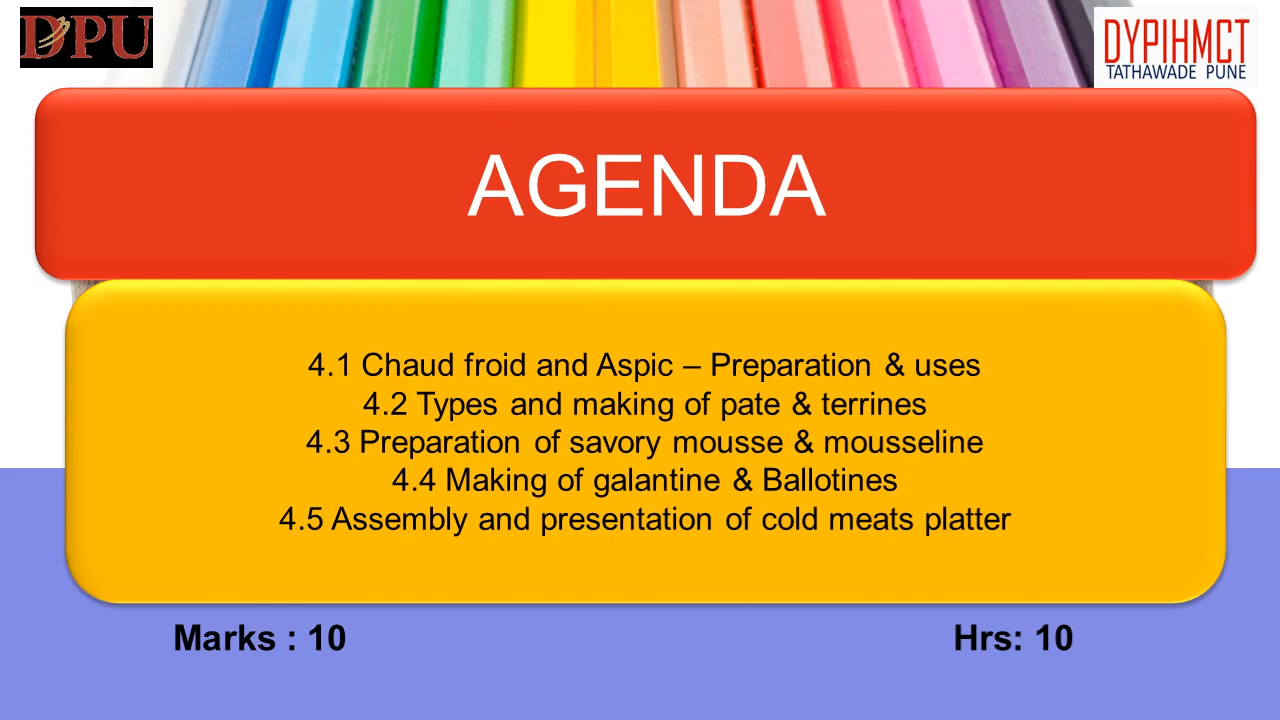 DPU
DYPIHMCT
TATHAWADE PUNE
AGENDA
4.1 Chaud froid and Aspic – Preparation & uses
4.2 Types and making of pate & terrines
4.3 Preparation of savory mousse & mousseline
4.4 Making of galantine & Ballotines
4.5 Assembly and presentation of cold meats platter
Marks : 10
Hrs: 10